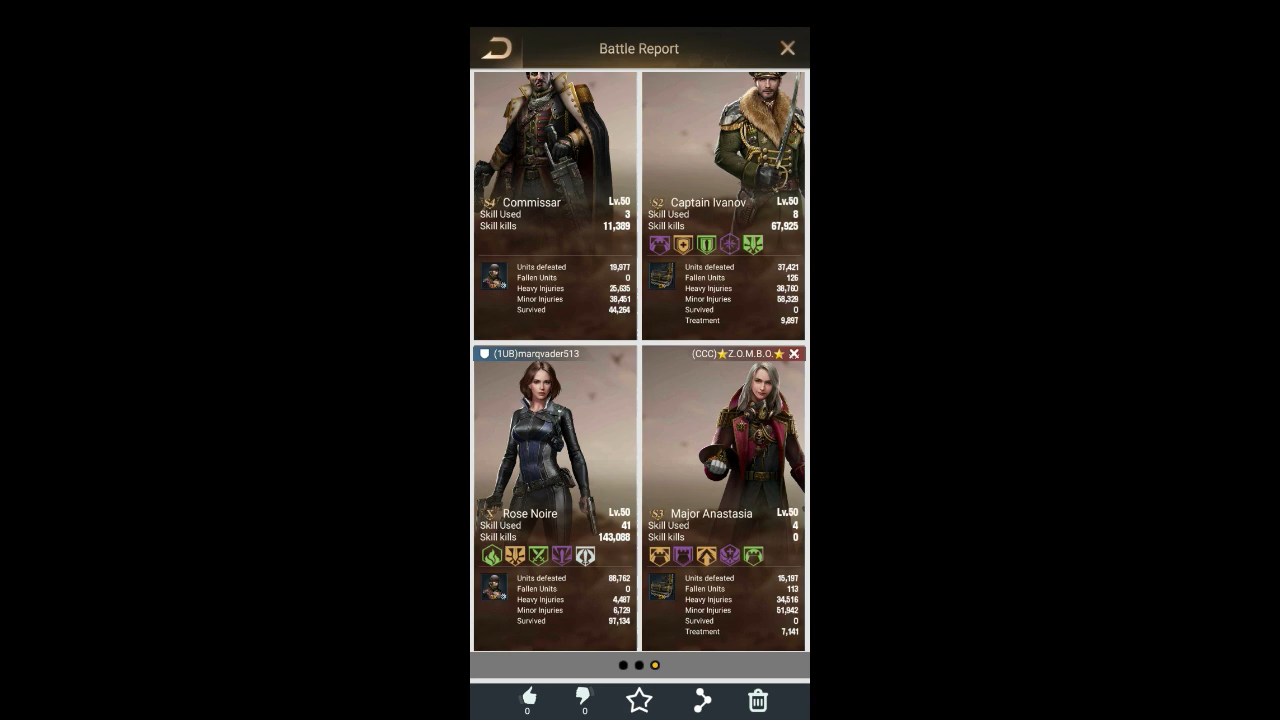 Battle Report
S4 Commissar Lv.50
Skill Used 3
Skill kills 11,389
Units defeated 19,977
Fallen Units 0
Heavy Injuries 25,635
Minor Injuries 38,451
Survived 44,264
S2 Captain Ivanov Lv.50
Skill Used 8
Skill kills 67,925
Units defeated 37,421
Fallen Units 126
Heavy Injuries 38,760
Minor Injuries 58,329
Survived 0
Treatment 9,897
(1UB)marqvader513
X Rose Noire Lv.50
Skill Used 41
Skill kills 143,088
Units defeated 88,762
Fallen Units 0
Heavy Injuries 4,487
Minor Injuries 6,729
Survived 97,134
(CCC)⭐Z.O.M.B.O.⭐
S3 Major Anastasia Lv.50
Skill Used 4
Skill kills 0
Units defeated 15,197
Fallen Units 113
Heavy Injuries 34,516
Minor Injuries 51,942
Survived 0
Treatment 7,141
0 0